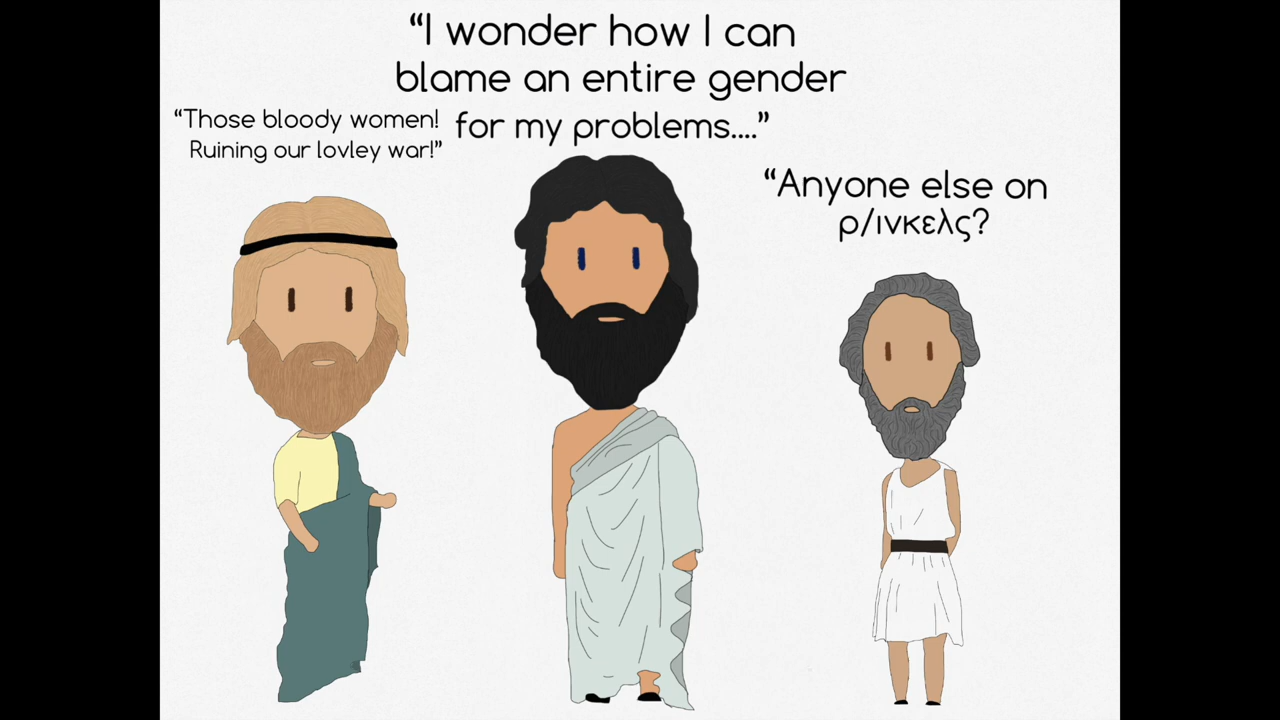 “I wonder how I can
blame an entire gender
for my problems....”
“Those bloody women!
Ruining our lovley war!”
“Anyone else on
ρ/ινκελς?